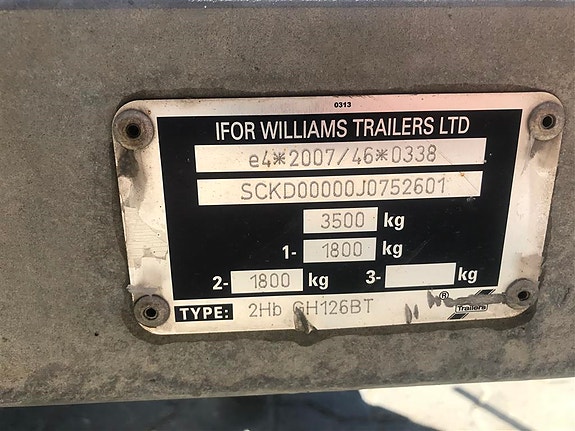 0313
IFOR WILLIAMS TRAILERS LTD
e4*2007/46*0338
SCKD00000J0752601
3500 kg
1- 1800 kg
2- 1800 kg 3- kg
TYPE: 2Hb GH126BT ®
Trailers